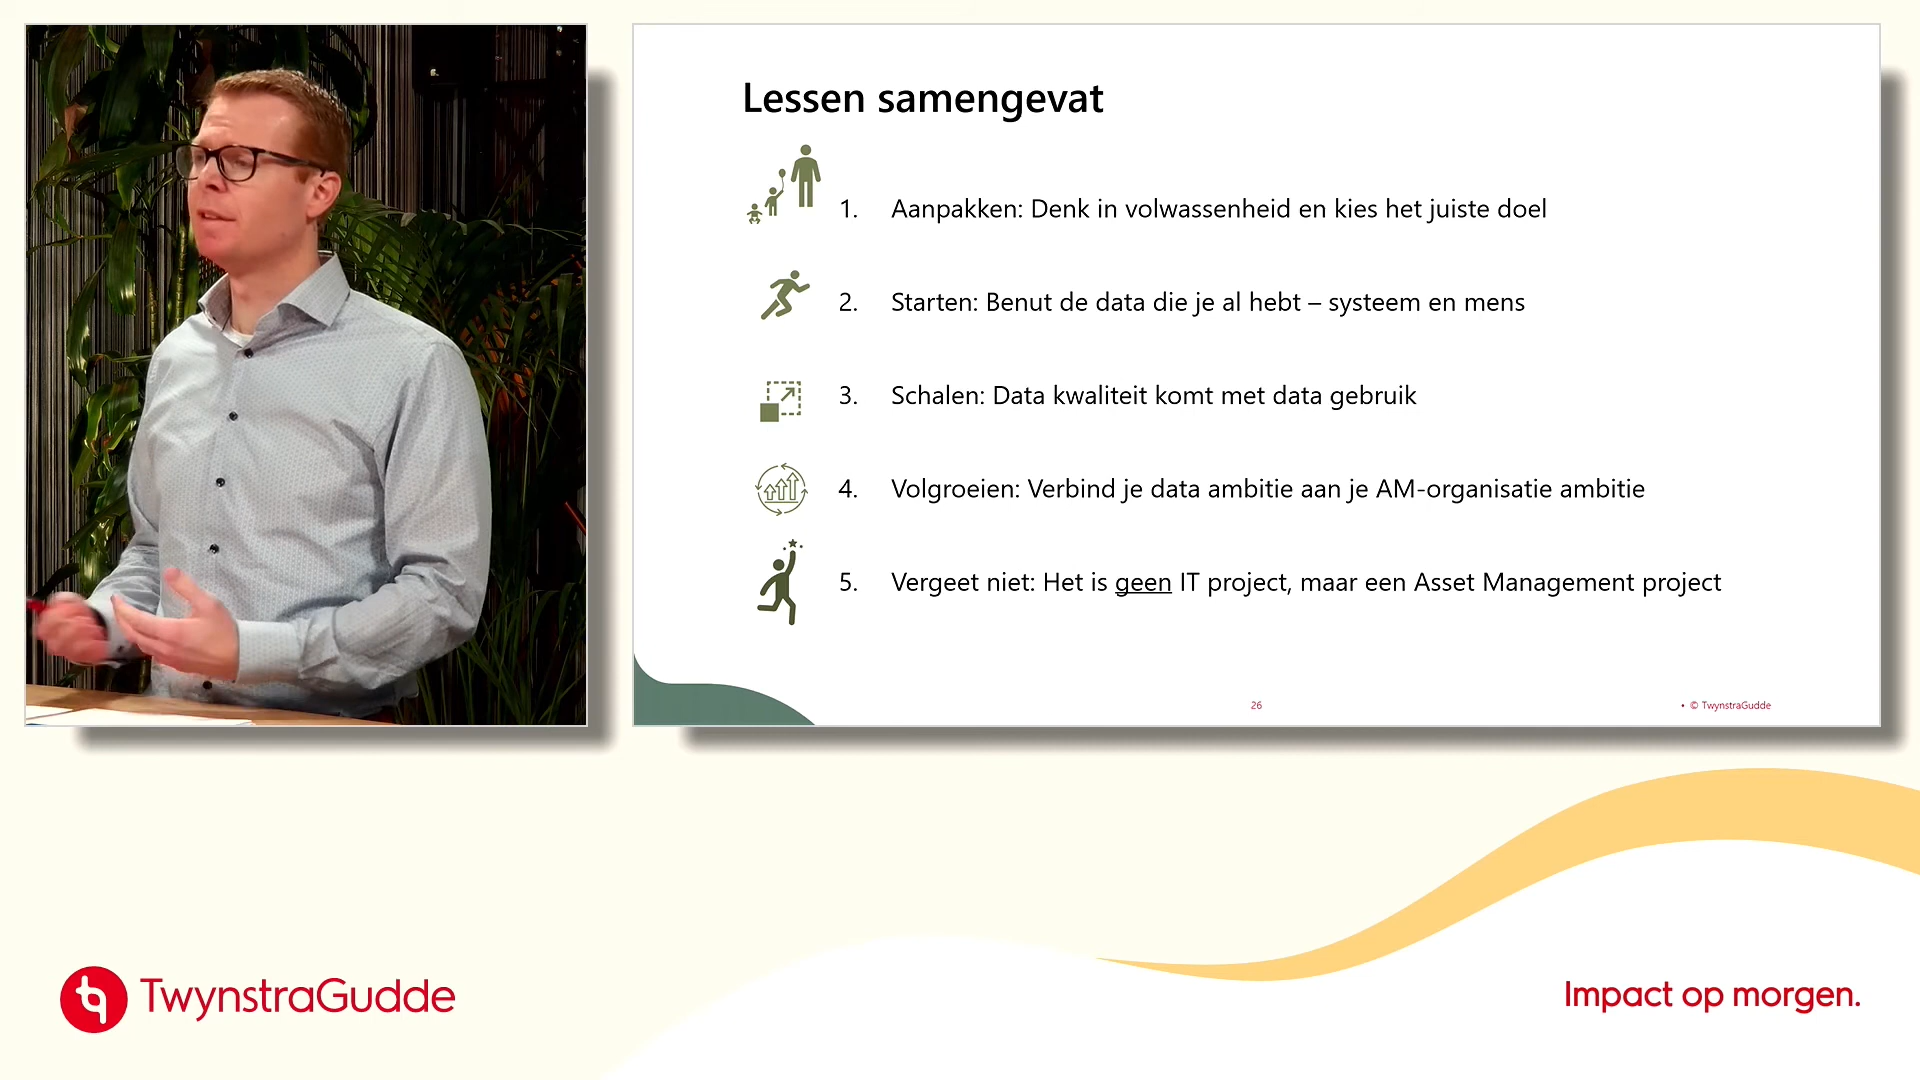 Lessen samengevat
1. Aanpakken: Denk in volwassenheid en kies het juiste doel
2. Starten: Benut de data die je al hebt – systeem en mens
3. Schalen: Data kwaliteit komt met data gebruik
4. Volgroeien: Verbind je data ambitie aan je AM-organisatie ambitie
5. Vergeet niet: Het is geen IT project, maar een Asset Management project
26
• © TwynstraGudde
TwynstraGudde
Impact op morgen.